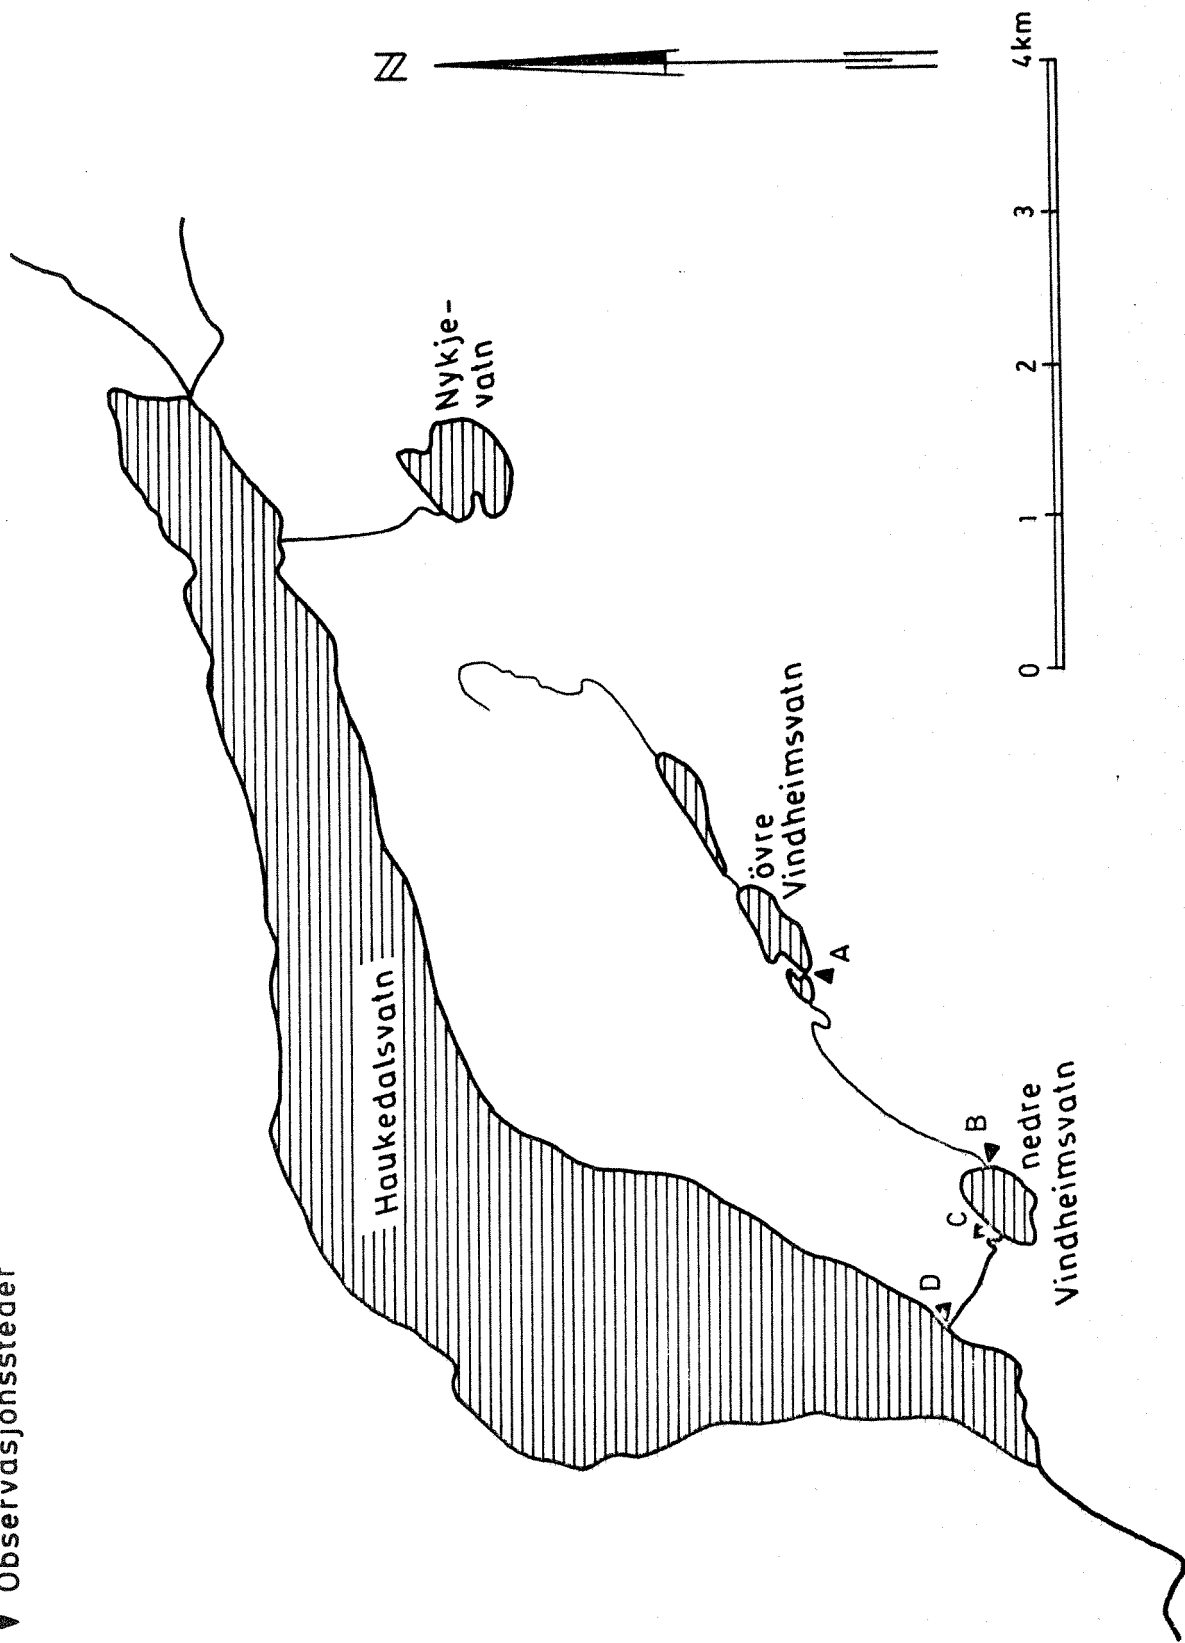 Observasjonssteder
N
Haukedalsvatn
Nykje-
vatn
övre
Vindheimsvatn
A
B
C
D
nedre
Vindheimsvatn
0 1 2 3 4km